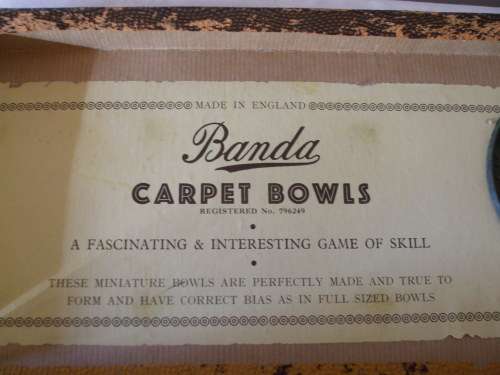 MADE IN ENGLAND
Banda
CARPET BOWLS
REGISTERED No. 796249
A FASCINATING & INTERESTING GAME OF SKILL
THESE MINIATURE BOWLS ARE PERFECTLY MADE AND TRUE TO
FORM AND HAVE CORRECT BIAS AS IN FULL SIZED BOWLS